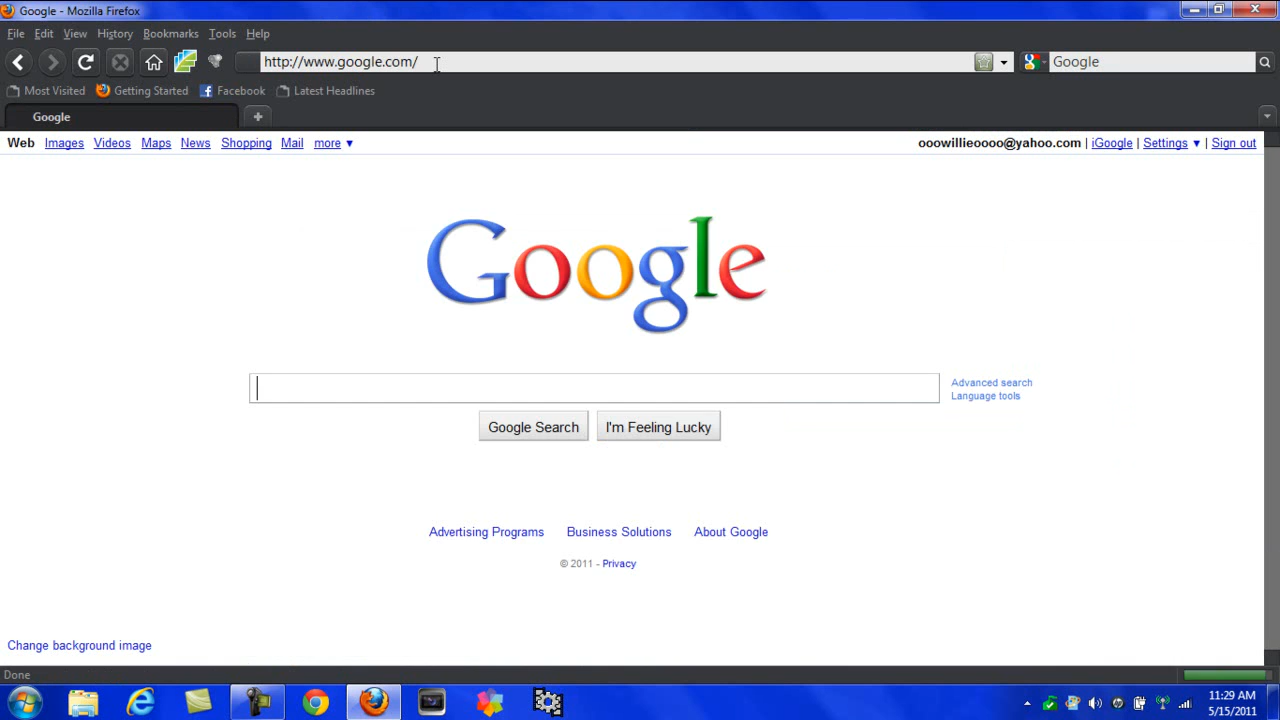 Google - Mozilla Firefox
File Edit View History Bookmarks Tools Help
http://www.google.com/ Google
Most Visited Getting Started Facebook Latest Headlines
Google
Web Images Videos Maps News Shopping Mail more ▼ ooowillieoooo@yahoo.com | iGoogle | Settings ▼ | Sign out
Google
Advanced search
Language tools
Google Search I'm Feeling Lucky
Advertising Programs Business Solutions About Google
© 2011 - Privacy
Change background image
Done
11:29 AM
5/15/2011